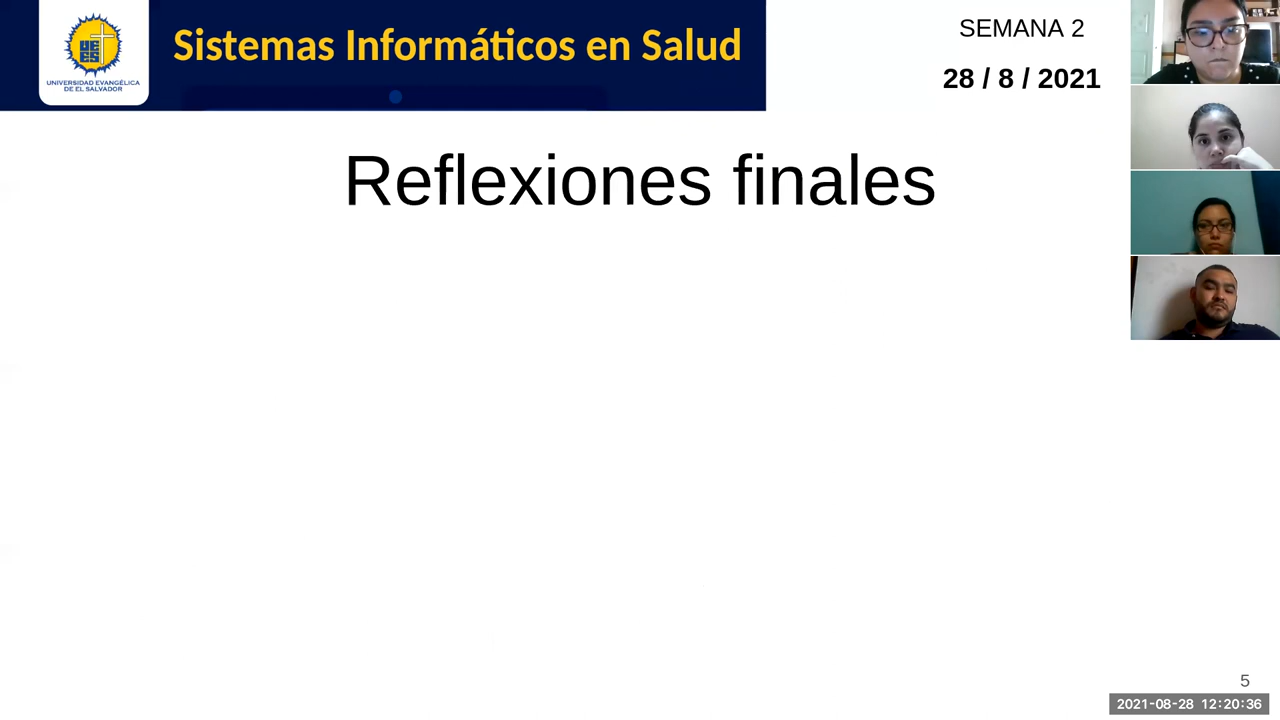 UNIVERSIDAD EVANGÉLICA
DE EL SALVADOR
Sistemas Informáticos en Salud
SEMANA 2
28 / 8 / 2021
Reflexiones finales
5
2021-08-28 12:20:36